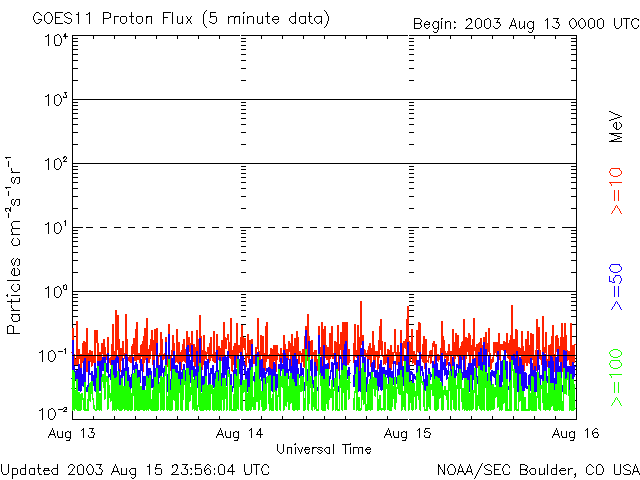 GOES11 Proton Flux (5 minute data)
Begin: 2003 Aug 13 0000 UTC
10⁴
10³
10²
10¹
10⁰
10⁻¹
10⁻²
Particles cm⁻²s⁻¹sr⁻¹
MeV
>=10
>=50
>=100
Aug 13
Aug 14
Aug 15
Aug 16
Universal Time
Updated 2003 Aug 15 23:56:04 UTC
NOAA/SEC Boulder, CO USA